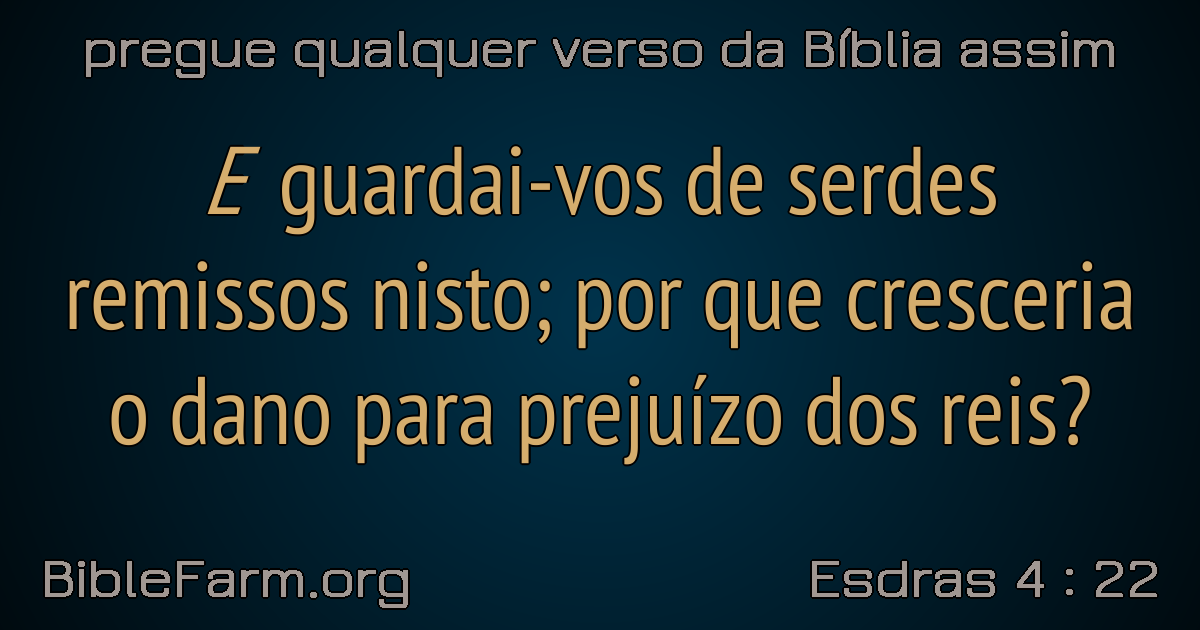 pregue qualquer verso da Bíblia assim
E guardai-vos de serdes
remissos nisto; por que cresceria
o dano para prejuízo dos reis?
BibleFarm.org
Esdras 4 : 22